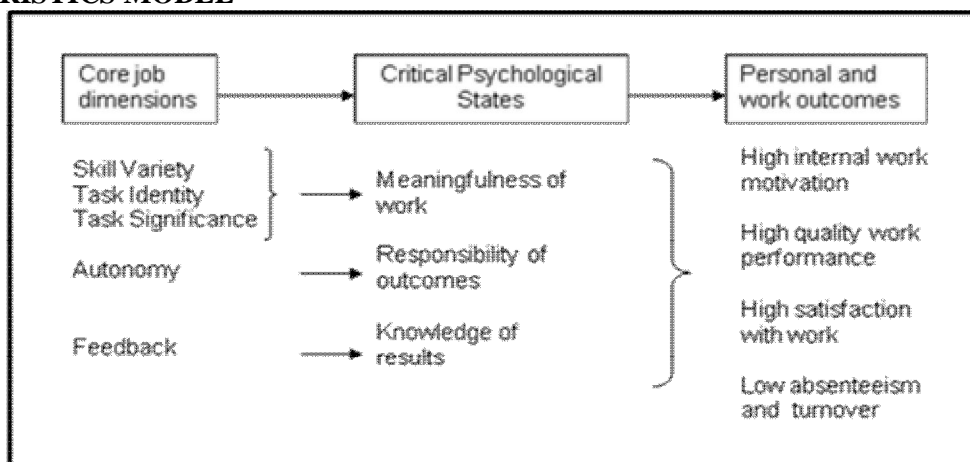 RISTICS MODEL
Core job
dimensions
Critical Psychological
States
Personal and
work outcomes
Skill Variety
Task Identity
Task Significance
Meaningfulness of
work
Autonomy
Responsibility of
outcomes
Feedback
Knowledge of
results
High internal work
motivation
High quality work
performance
High satisfaction
with work
Low absenteeism
and turnover